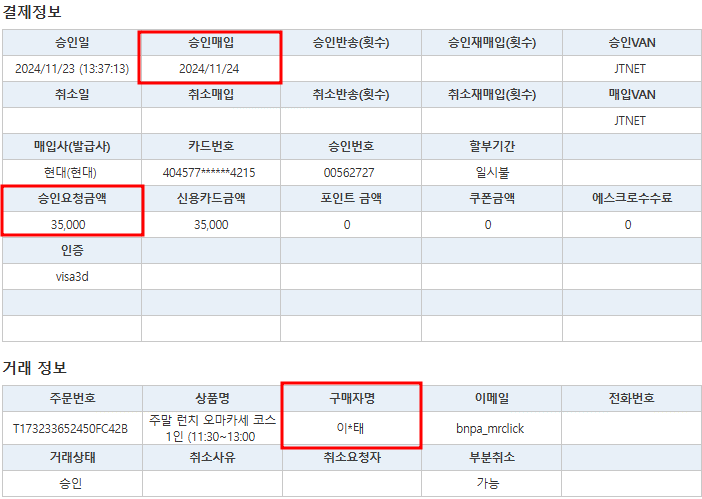 결제정보
승인일 승인매입 승인반송(횟수) 승인재매입(횟수) 승인VAN
2024/11/23 (13:37:13) 2024/11/24 JTNET
취소일 취소매입 취소반송(횟수) 취소재매입(횟수) 매입VAN
JTNET
매입사(발급사) 카드번호 승인번호 할부기간
현대(현대) 404577******4215 00562727 일시불
승인요청금액 신용카드금액 포인트 금액 쿠폰금액 에스크로수수료
35,000 35,000 0 0 0
인증
visa3d
거래 정보
주문번호 상품명 구매자명 이메일 전화번호
T173233652450FC42B 주말 런치 오마카세 코스 이*태 bnpa_mrclick
1인 (11:30~13:00
거래상태 취소사유 취소요청자 부분취소
승인 가능